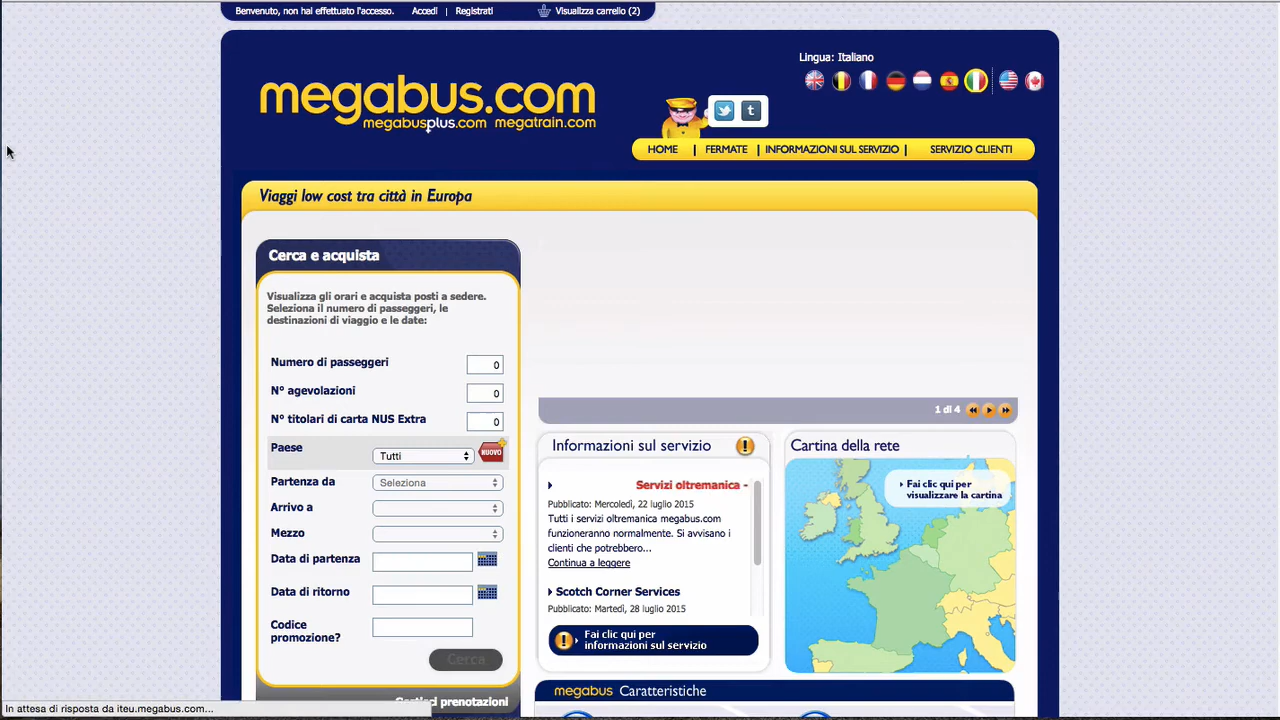 Benvenuto, non hai effettuato l'accesso. Accedi | Registrati Visualizza carrello (2)
Lingua: Italiano
megabus.com
megabusplus.com megatrain.com
HOME | FERMATE | INFORMAZIONI SUL SERVIZIO | SERVIZIO CLIENTI
Viaggi low cost tra città in Europa
Cerca e acquista
Visualizza gli orari e acquista posti a sedere.
Seleziona il numero di passeggeri, le
destinazioni di viaggio e le date:
Numero di passeggeri 0
N° agevolazioni 0
N° titolari di carta NUS Extra 0
Paese Tutti NUOVO
Partenza da Seleziona
Arrivo a
Mezzo
Data di partenza
Data di ritorno
Codice
promozione?
Cerca
prenotazioni
1 di 4
Informazioni sul servizio
Servizi oltremanica -
Pubblicato: Mercoledì, 22 luglio 2015
Tutti i servizi oltremanica megabus.com
funzioneranno normalmente. Si avvisano i
clienti che potrebbero...
Continua a leggere
Scotch Corner Services
Pubblicato: Martedì, 28 luglio 2015
Fai clic qui per
informazioni sul servizio
Cartina della rete
Fai clic qui per
visualizzare la cartina
megabus Caratteristiche
In attesa di risposta da iteu.megabus.com...